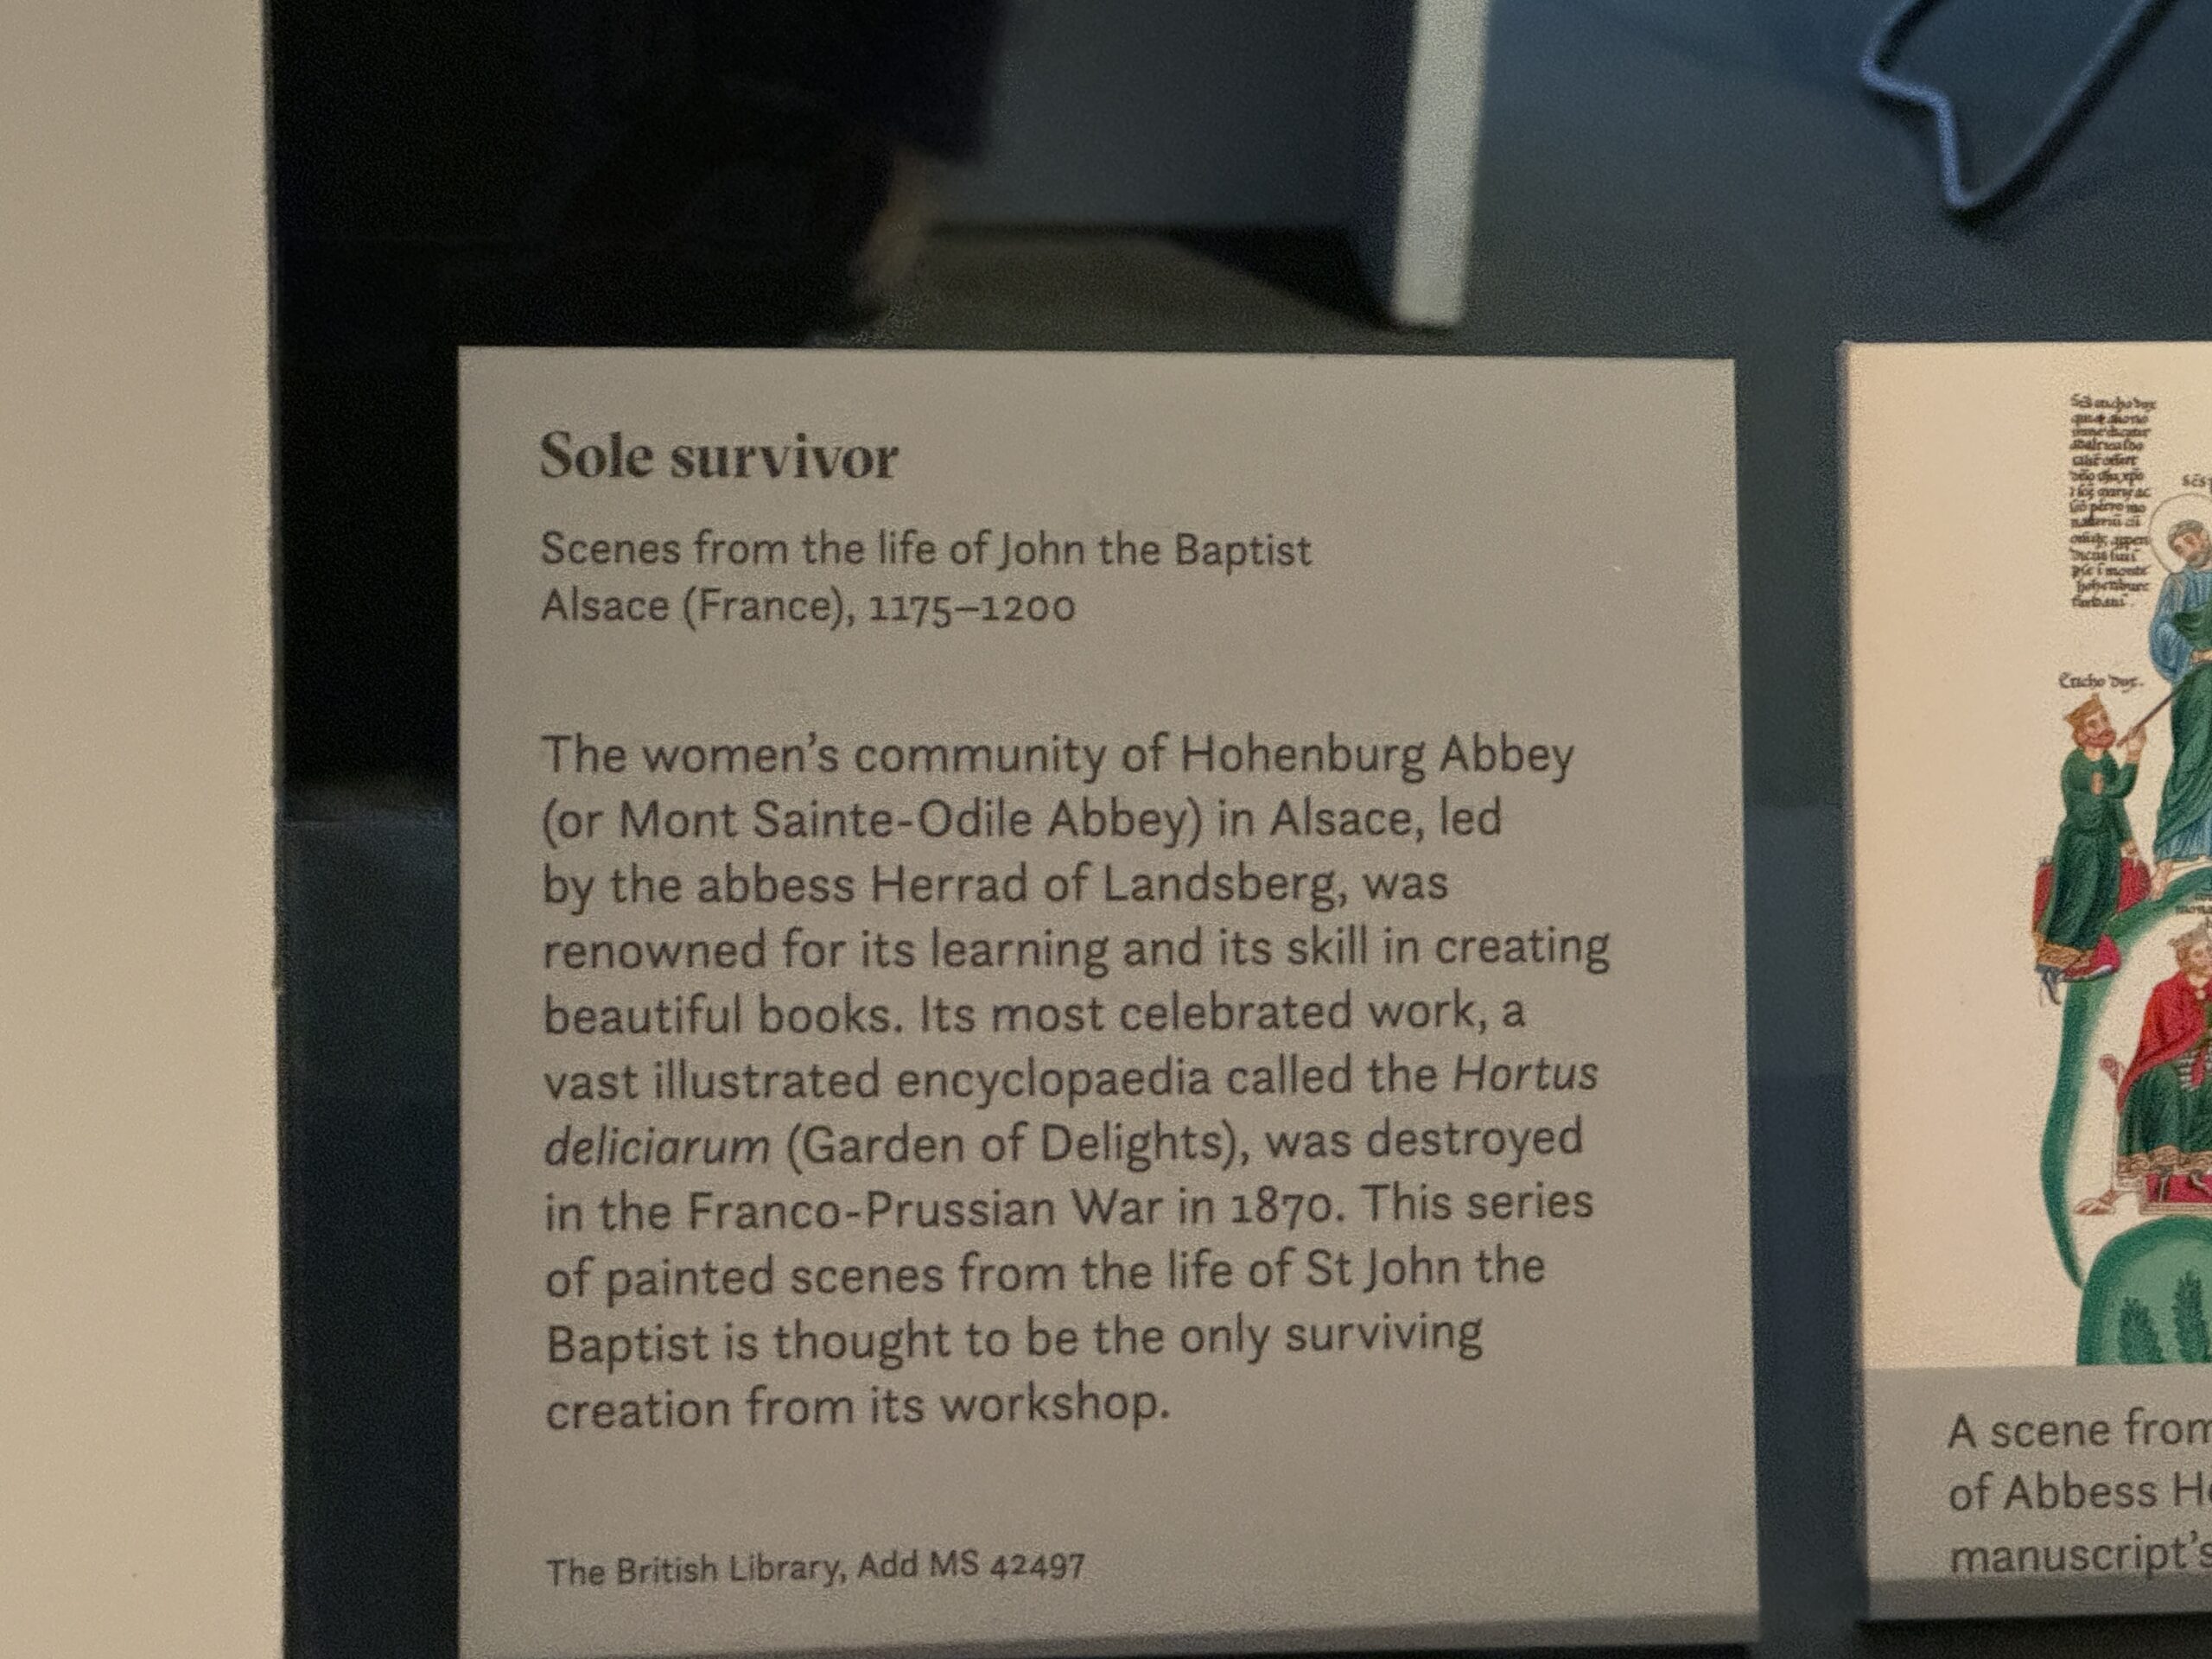 Sole survivor
Scenes from the life of John the Baptist
Alsace (France), 1175–1200
The women's community of Hohenburg Abbey
(or Mont Sainte-Odile Abbey) in Alsace, led
by the abbess Herrad of Landsberg, was
renowned for its learning and its skill in creating
beautiful books. Its most celebrated work, a
vast illustrated encyclopaedia called the Hortus
deliciarum (Garden of Delights), was destroyed
in the Franco-Prussian War in 1870. This series
of painted scenes from the life of St John the
Baptist is thought to be the only surviving
creation from its workshop.
The British Library, Add MS 42497
A scene from
of Abbess
manuscript's